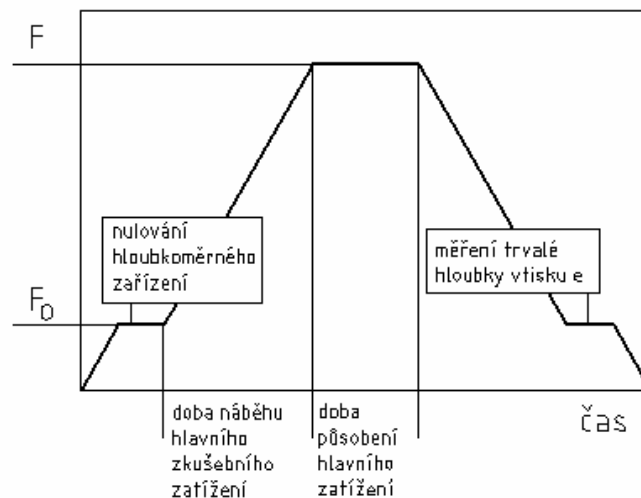 F
nulování
hloubkoměrného
zařízení
měření trvalé
hloubky vtisku e
F0
čas
doba náběhu
hlavního
zkušebního
zatížení
doba
působení
hlavního
zatížení